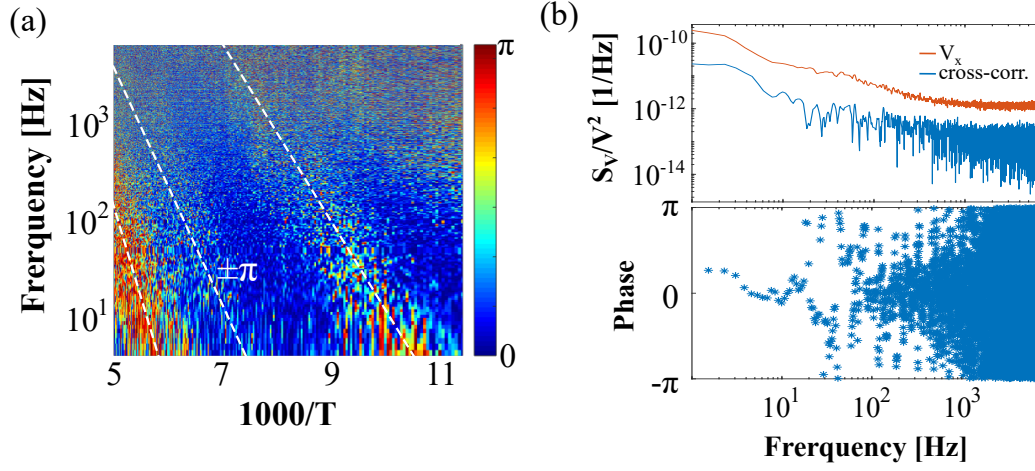 (a)
Frerquency [Hz]
10³
10²
10¹
±π
π
0
5
7
9
11
1000/T
(b)
S_V/V² [1/Hz]
10⁻¹⁰
10⁻¹²
10⁻¹⁴
V_x
cross-corr.
Phase
π
0
-π
10¹
10²
10³
Frerquency [Hz]